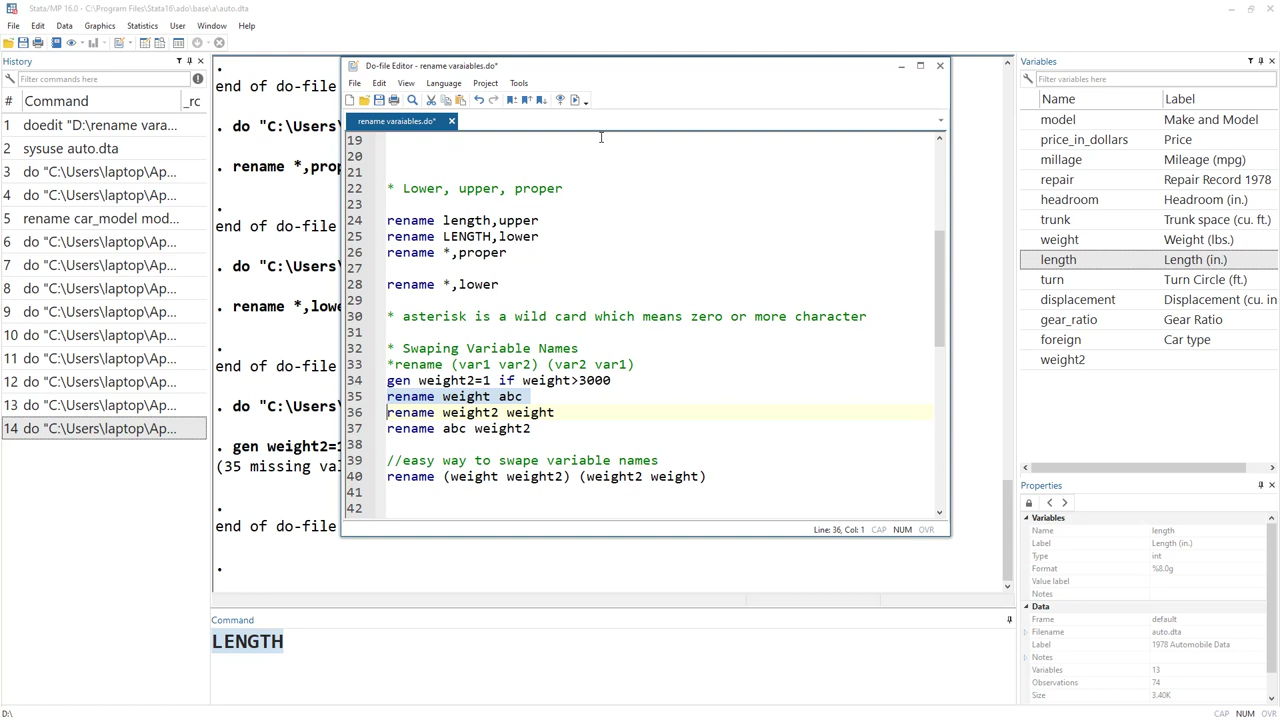 Stata/MP 16.0 - C:\Program Files\Stata16\ado\base\a\auto.dta
File Edit Data Graphics Statistics User Window Help
History
Filter commands here
# Command _rc
1 doedit "D:\rename vara...
2 sysuse auto.dta
3 do "C:\Users\laptop\Ap...
4 do "C:\Users\laptop\Ap...
5 rename car_model mod...
6 do "C:\Users\laptop\Ap...
7 do "C:\Users\laptop\Ap...
8 do "C:\Users\laptop\Ap...
9 do "C:\Users\laptop\Ap...
10 do "C:\Users\laptop\Ap...
11 do "C:\Users\laptop\Ap...
12 do "C:\Users\laptop\Ap...
13 do "C:\Users\laptop\Ap...
14 do "C:\Users\laptop\Ap...
.
end of do-file
. do "C:\Users\
. rename *,prop
.
end of do-file
. do "C:\Users\
. rename *,lowe
.
end of do-file
. do "C:\Users\
. gen weight2=1
(35 missing val
.
end of do-file
.
Do-file Editor - rename varaiables.do*
File Edit View Language Project Tools
rename varaiables.do*
19
20
21
22 * Lower, upper, proper
23
24 rename length,upper
25 rename LENGTH,lower
26 rename *,proper
27
28 rename *,lower
29
30 * asterisk is a wild card which means zero or more character
31
32 * Swaping Variable Names
33 *rename (var1 var2) (var2 var1)
34 gen weight2=1 if weight>3000
35 rename weight abc
36 rename weight2 weight
37 rename abc weight2
38
39 //easy way to swape variable names
40 rename (weight weight2) (weight2 weight)
41
42
Line: 36, Col: 1 CAP NUM OVR
Command
LENGTH
Variables
Filter variables here
Name Label
model Make and Model
price_in_dollars Price
millage Mileage (mpg)
repair Repair Record 1978
headroom Headroom (in.)
trunk Trunk space (cu. ft.)
weight Weight (lbs.)
length Length (in.)
turn Turn Circle (ft.)
displacement Displacement (cu. in
gear_ratio Gear Ratio
foreign Car type
weight2
Properties
Variables
Name length
Label Length (in.)
Type int
Format %8.0g
Value label
Notes
Data
Frame default
Filename auto.dta
Label 1978 Automobile Data
Notes
Variables 13
Observations 74
Size 3.40K
D:\
CAP NUM OVR